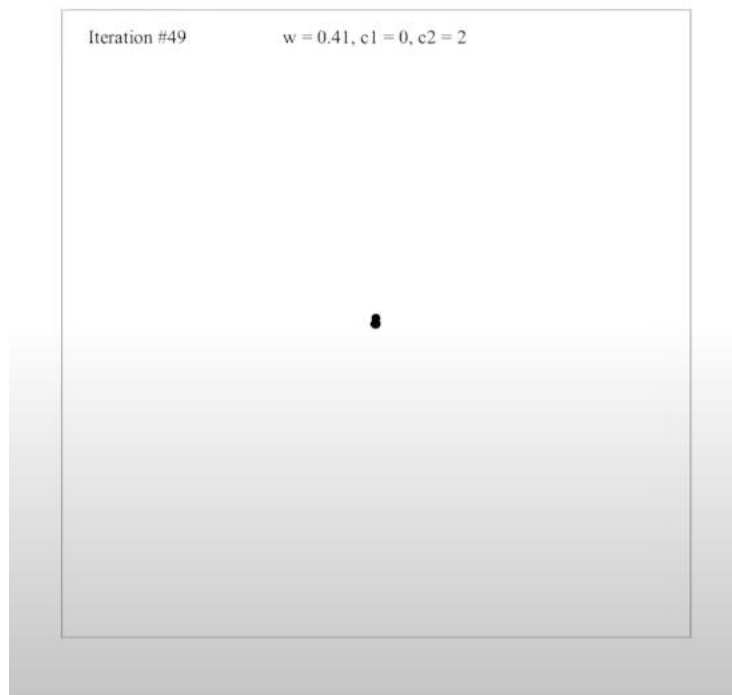 Iteration #49 w = 0.41, c1 = 0, c2 = 2